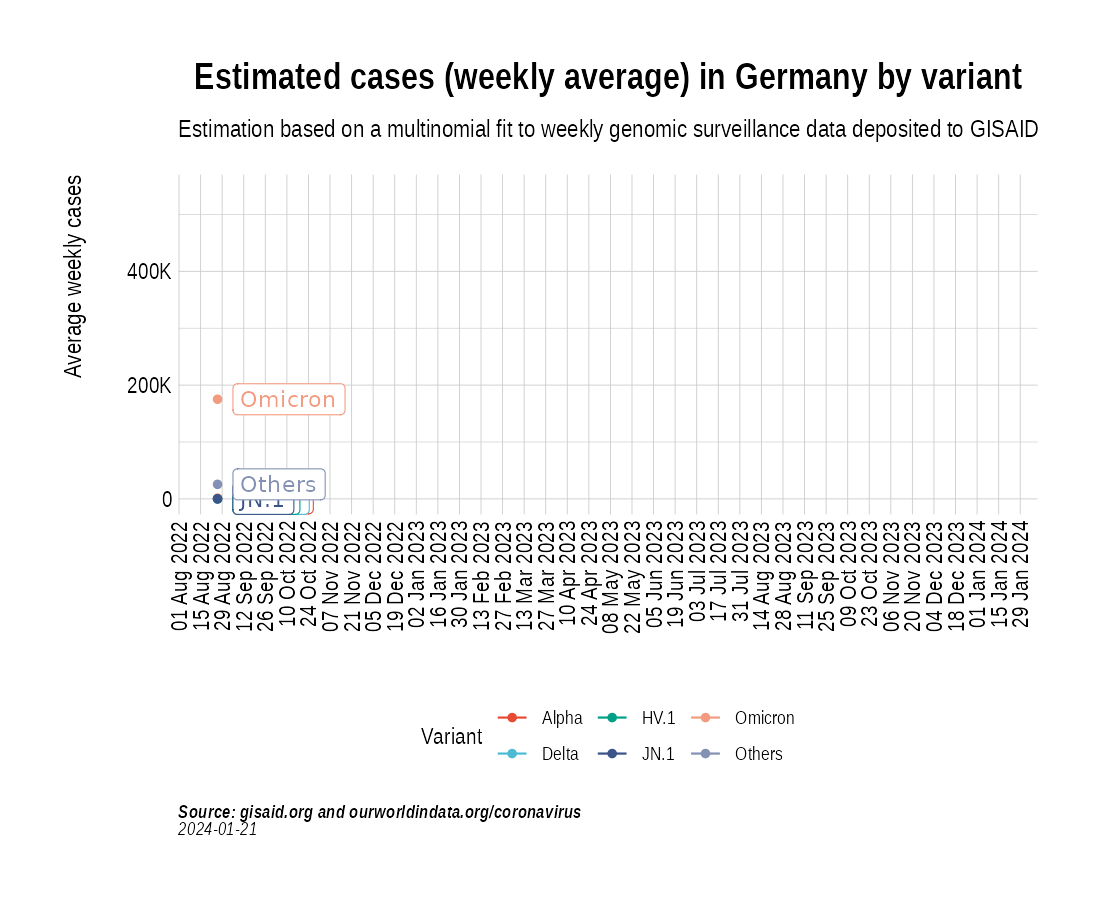 Estimated cases (weekly average) in Germany by variant
Estimation based on a multinomial fit to weekly genomic surveillance data deposited to GISAID
Average weekly cases
400K
200K
0
Omicron
Others
JN.1
01 Aug 2022
15 Aug 2022
29 Aug 2022
12 Sep 2022
26 Sep 2022
10 Oct 2022
24 Oct 2022
07 Nov 2022
21 Nov 2022
05 Dec 2022
19 Dec 2022
02 Jan 2023
16 Jan 2023
30 Jan 2023
13 Feb 2023
27 Feb 2023
13 Mar 2023
27 Mar 2023
10 Apr 2023
24 Apr 2023
08 May 2023
22 May 2023
05 Jun 2023
19 Jun 2023
03 Jul 2023
17 Jul 2023
31 Jul 2023
14 Aug 2023
28 Aug 2023
11 Sep 2023
25 Sep 2023
09 Oct 2023
23 Oct 2023
06 Nov 2023
20 Nov 2023
04 Dec 2023
18 Dec 2023
01 Jan 2024
15 Jan 2024
29 Jan 2024
Variant
Alpha HV.1 Omicron
Delta JN.1 Others
Source: gisaid.org and ourworldindata.org/coronavirus
2024-01-21